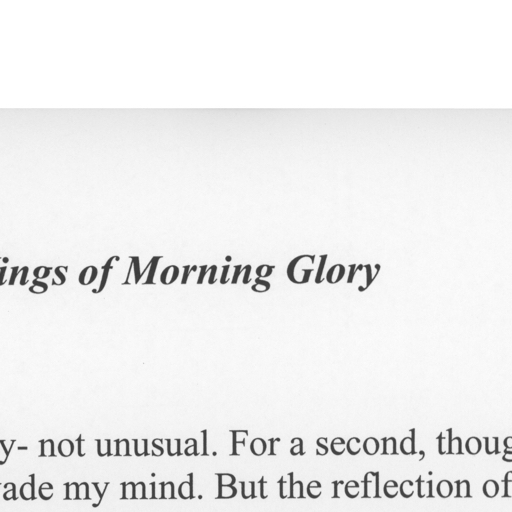 ings of Morning Glory
y- not unusual. For a second, thoug
ade my mind. But the reflection of